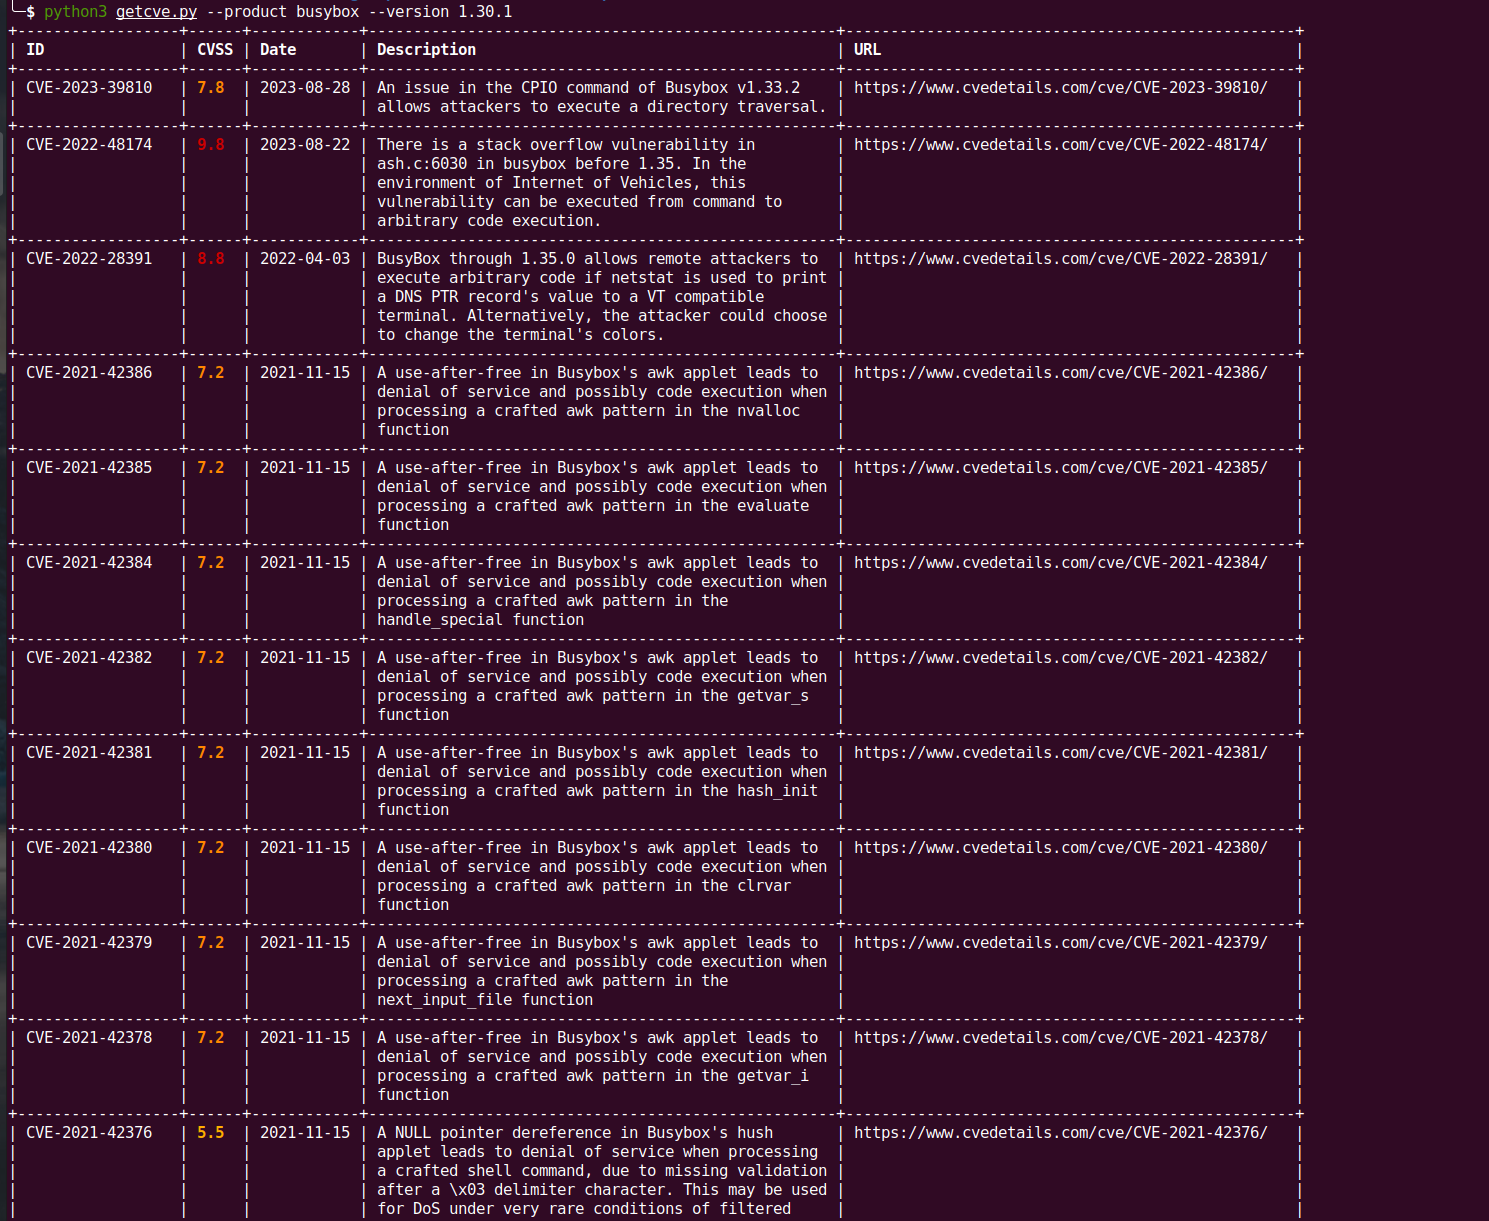 └─$ python3 getcve.py --product busybox --version 1.30.1
| ID | CVSS | Date | Description | URL |
| CVE-2023-39810 | 7.8 | 2023-08-28 | An issue in the CPIO command of Busybox v1.33.2 | https://www.cvedetails.com/cve/CVE-2023-39810/ |
| | | | allows attackers to execute a directory traversal. | |
| CVE-2022-48174 | 9.8 | 2023-08-22 | There is a stack overflow vulnerability in | https://www.cvedetails.com/cve/CVE-2022-48174/ |
| | | | ash.c:6030 in busybox before 1.35. In the | |
| | | | environment of Internet of Vehicles, this | |
| | | | vulnerability can be executed from command to | |
| | | | arbitrary code execution. | |
| CVE-2022-28391 | 8.8 | 2022-04-03 | BusyBox through 1.35.0 allows remote attackers to | https://www.cvedetails.com/cve/CVE-2022-28391/ |
| | | | execute arbitrary code if netstat is used to print | |
| | | | a DNS PTR record's value to a VT compatible | |
| | | | terminal. Alternatively, the attacker could choose | |
| | | | to change the terminal's colors. | |
| CVE-2021-42386 | 7.2 | 2021-11-15 | A use-after-free in Busybox's awk applet leads to | https://www.cvedetails.com/cve/CVE-2021-42386/ |
| | | | denial of service and possibly code execution when | |
| | | | processing a crafted awk pattern in the nvalloc | |
| | | | function | |
| CVE-2021-42385 | 7.2 | 2021-11-15 | A use-after-free in Busybox's awk applet leads to | https://www.cvedetails.com/cve/CVE-2021-42385/ |
| | | | denial of service and possibly code execution when | |
| | | | processing a crafted awk pattern in the evaluate | |
| | | | function | |
| CVE-2021-42384 | 7.2 | 2021-11-15 | A use-after-free in Busybox's awk applet leads to | https://www.cvedetails.com/cve/CVE-2021-42384/ |
| | | | denial of service and possibly code execution when | |
| | | | processing a crafted awk pattern in the | |
| | | | handle_special function | |
| CVE-2021-42382 | 7.2 | 2021-11-15 | A use-after-free in Busybox's awk applet leads to | https://www.cvedetails.com/cve/CVE-2021-42382/ |
| | | | denial of service and possibly code execution when | |
| | | | processing a crafted awk pattern in the getvar_s | |
| | | | function | |
| CVE-2021-42381 | 7.2 | 2021-11-15 | A use-after-free in Busybox's awk applet leads to | https://www.cvedetails.com/cve/CVE-2021-42381/ |
| | | | denial of service and possibly code execution when | |
| | | | processing a crafted awk pattern in the hash_init | |
| | | | function | |
| CVE-2021-42380 | 7.2 | 2021-11-15 | A use-after-free in Busybox's awk applet leads to | https://www.cvedetails.com/cve/CVE-2021-42380/ |
| | | | denial of service and possibly code execution when | |
| | | | processing a crafted awk pattern in the clrvar | |
| | | | function | |
| CVE-2021-42379 | 7.2 | 2021-11-15 | A use-after-free in Busybox's awk applet leads to | https://www.cvedetails.com/cve/CVE-2021-42379/ |
| | | | denial of service and possibly code execution when | |
| | | | processing a crafted awk pattern in the | |
| | | | next_input_file function | |
| CVE-2021-42378 | 7.2 | 2021-11-15 | A use-after-free in Busybox's awk applet leads to | https://www.cvedetails.com/cve/CVE-2021-42378/ |
| | | | denial of service and possibly code execution when | |
| | | | processing a crafted awk pattern in the getvar_i | |
| | | | function | |
| CVE-2021-42376 | 5.5 | 2021-11-15 | A NULL pointer dereference in Busybox's hush | https://www.cvedetails.com/cve/CVE-2021-42376/ |
| | | | applet leads to denial of service when processing | |
| | | | a crafted shell command, due to missing validation | |
| | | | after a \x03 delimiter character. This may be used | |
| | | | for DoS under very rare conditions of filtered | |